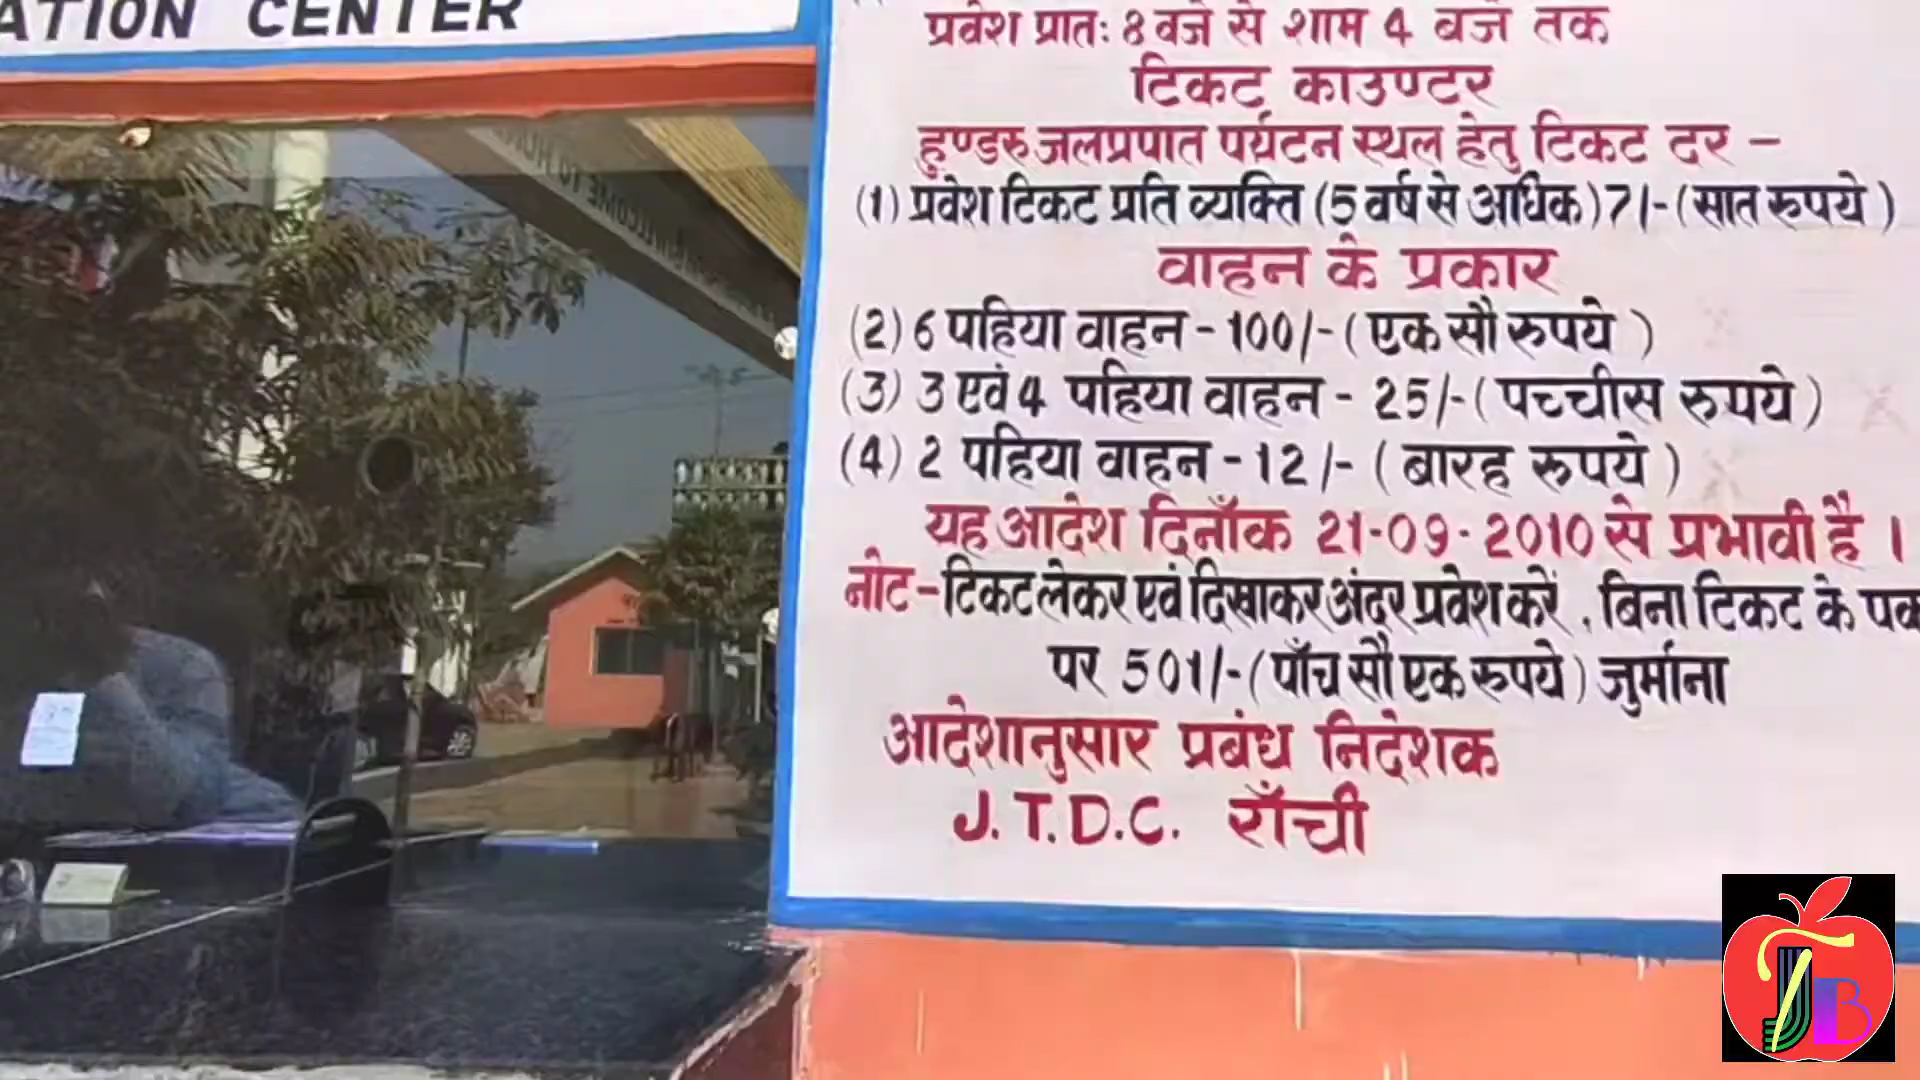 ATION CENTER
प्रवेश प्रातः 8 बजे से शाम 4 बजे तक
टिकट काउण्टर
हुण्डरु जलप्रपात पर्यटन स्थल हेतु टिकट दर –
(1) प्रवेश टिकट प्रति व्यक्ति (5 वर्ष से अधिक) 7/- (सात रुपये)
वाहन के प्रकार
(2) 6 पहिया वाहन - 100/- (एक सौ रुपये)
(3) 3 एवं 4 पहिया वाहन - 25/- (पच्चीस रुपये)
(4) 2 पहिया वाहन - 12/- (बारह रुपये)
यह आदेश दिनाँक 21-09-2010 से प्रभावी है ।
नोट - टिकट लेकर एवं दिखाकर अंदर प्रवेश करें , बिना टिकट के पक
पर 501/- (पाँच सौ एक रुपये) जुर्माना
आदेशानुसार प्रबंध निदेशक
J.T.D.C. राँची